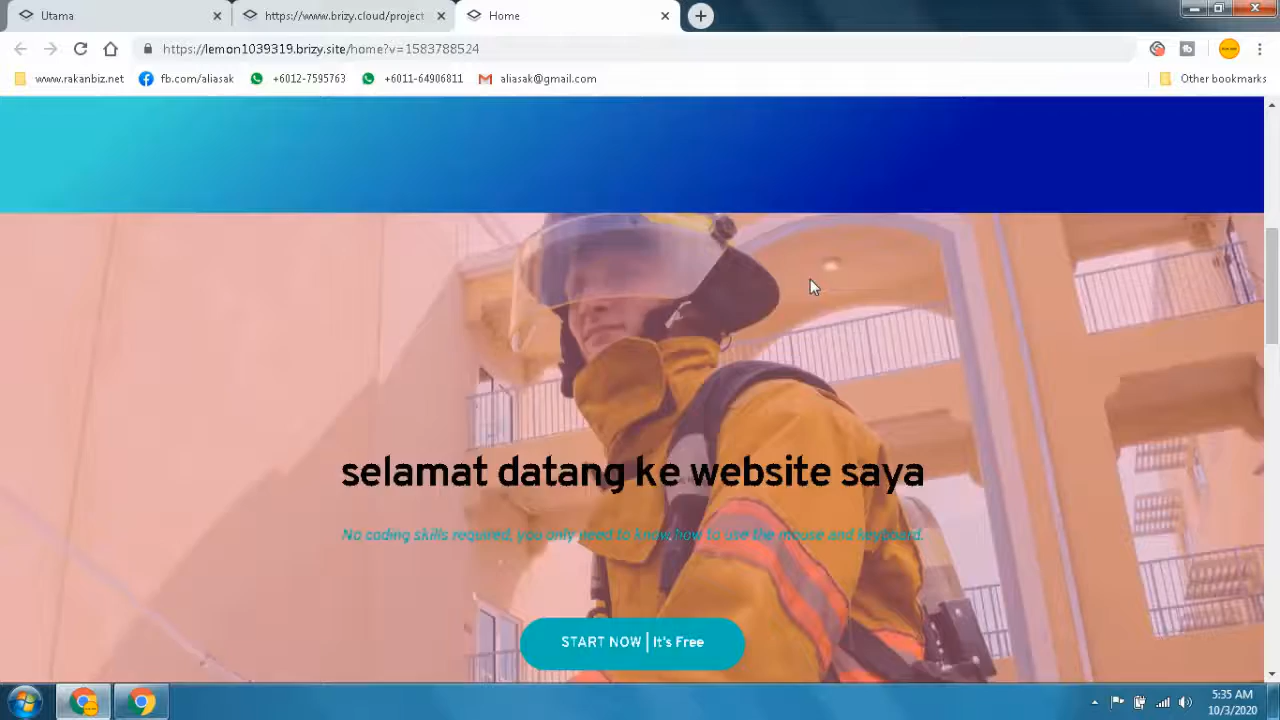 Utama
https://www.brizy.cloud/project
Home
https://lemon1039319.brizy.site/home?v=1583788524
www.rakanbiz.net
fb.com/aliasak
+6012-7595763
+6011-64906811
aliasak@gmail.com
Other bookmarks
selamat datang ke website saya
No coding skills required, you only need to know how to use the mouse and keyboard.
START NOW | It's Free
5:35 AM
10/3/2020